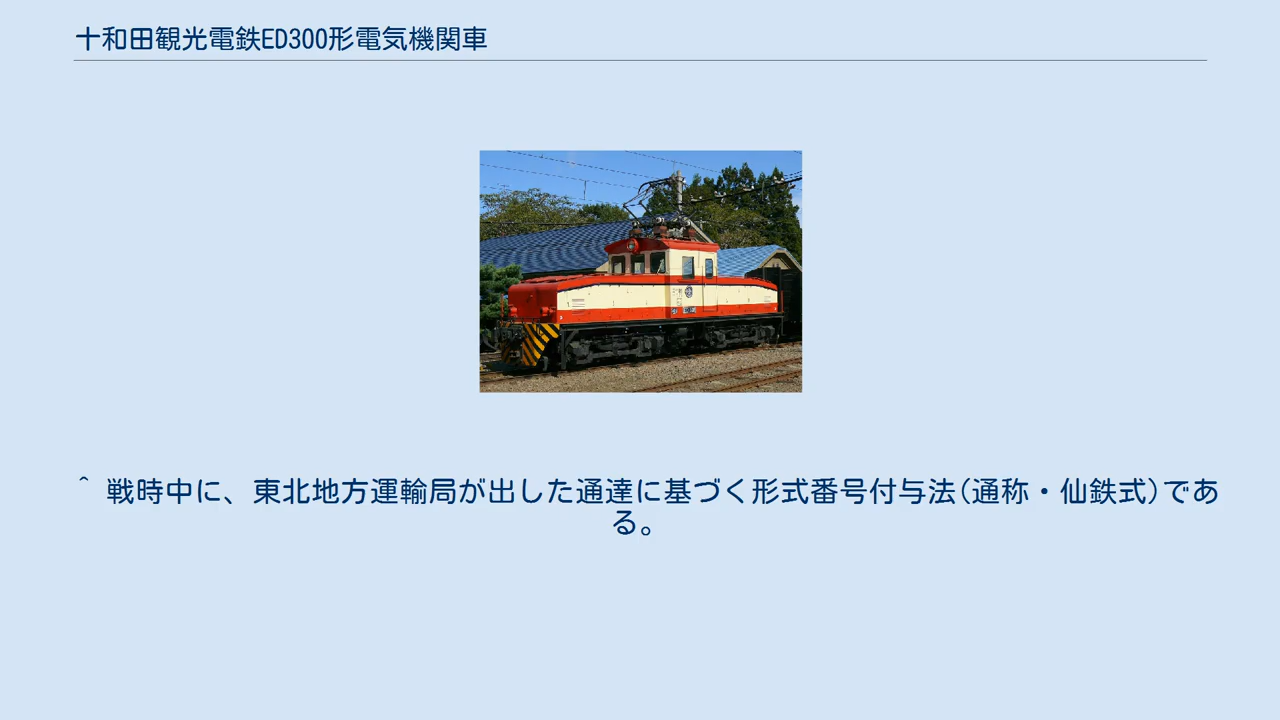 十和田観光電鉄ED300形電気機関車
^ 戦時中に、東北地方運輸局が出した通達に基づく形式番号付与法(通称・仙鉄式)であ
る。